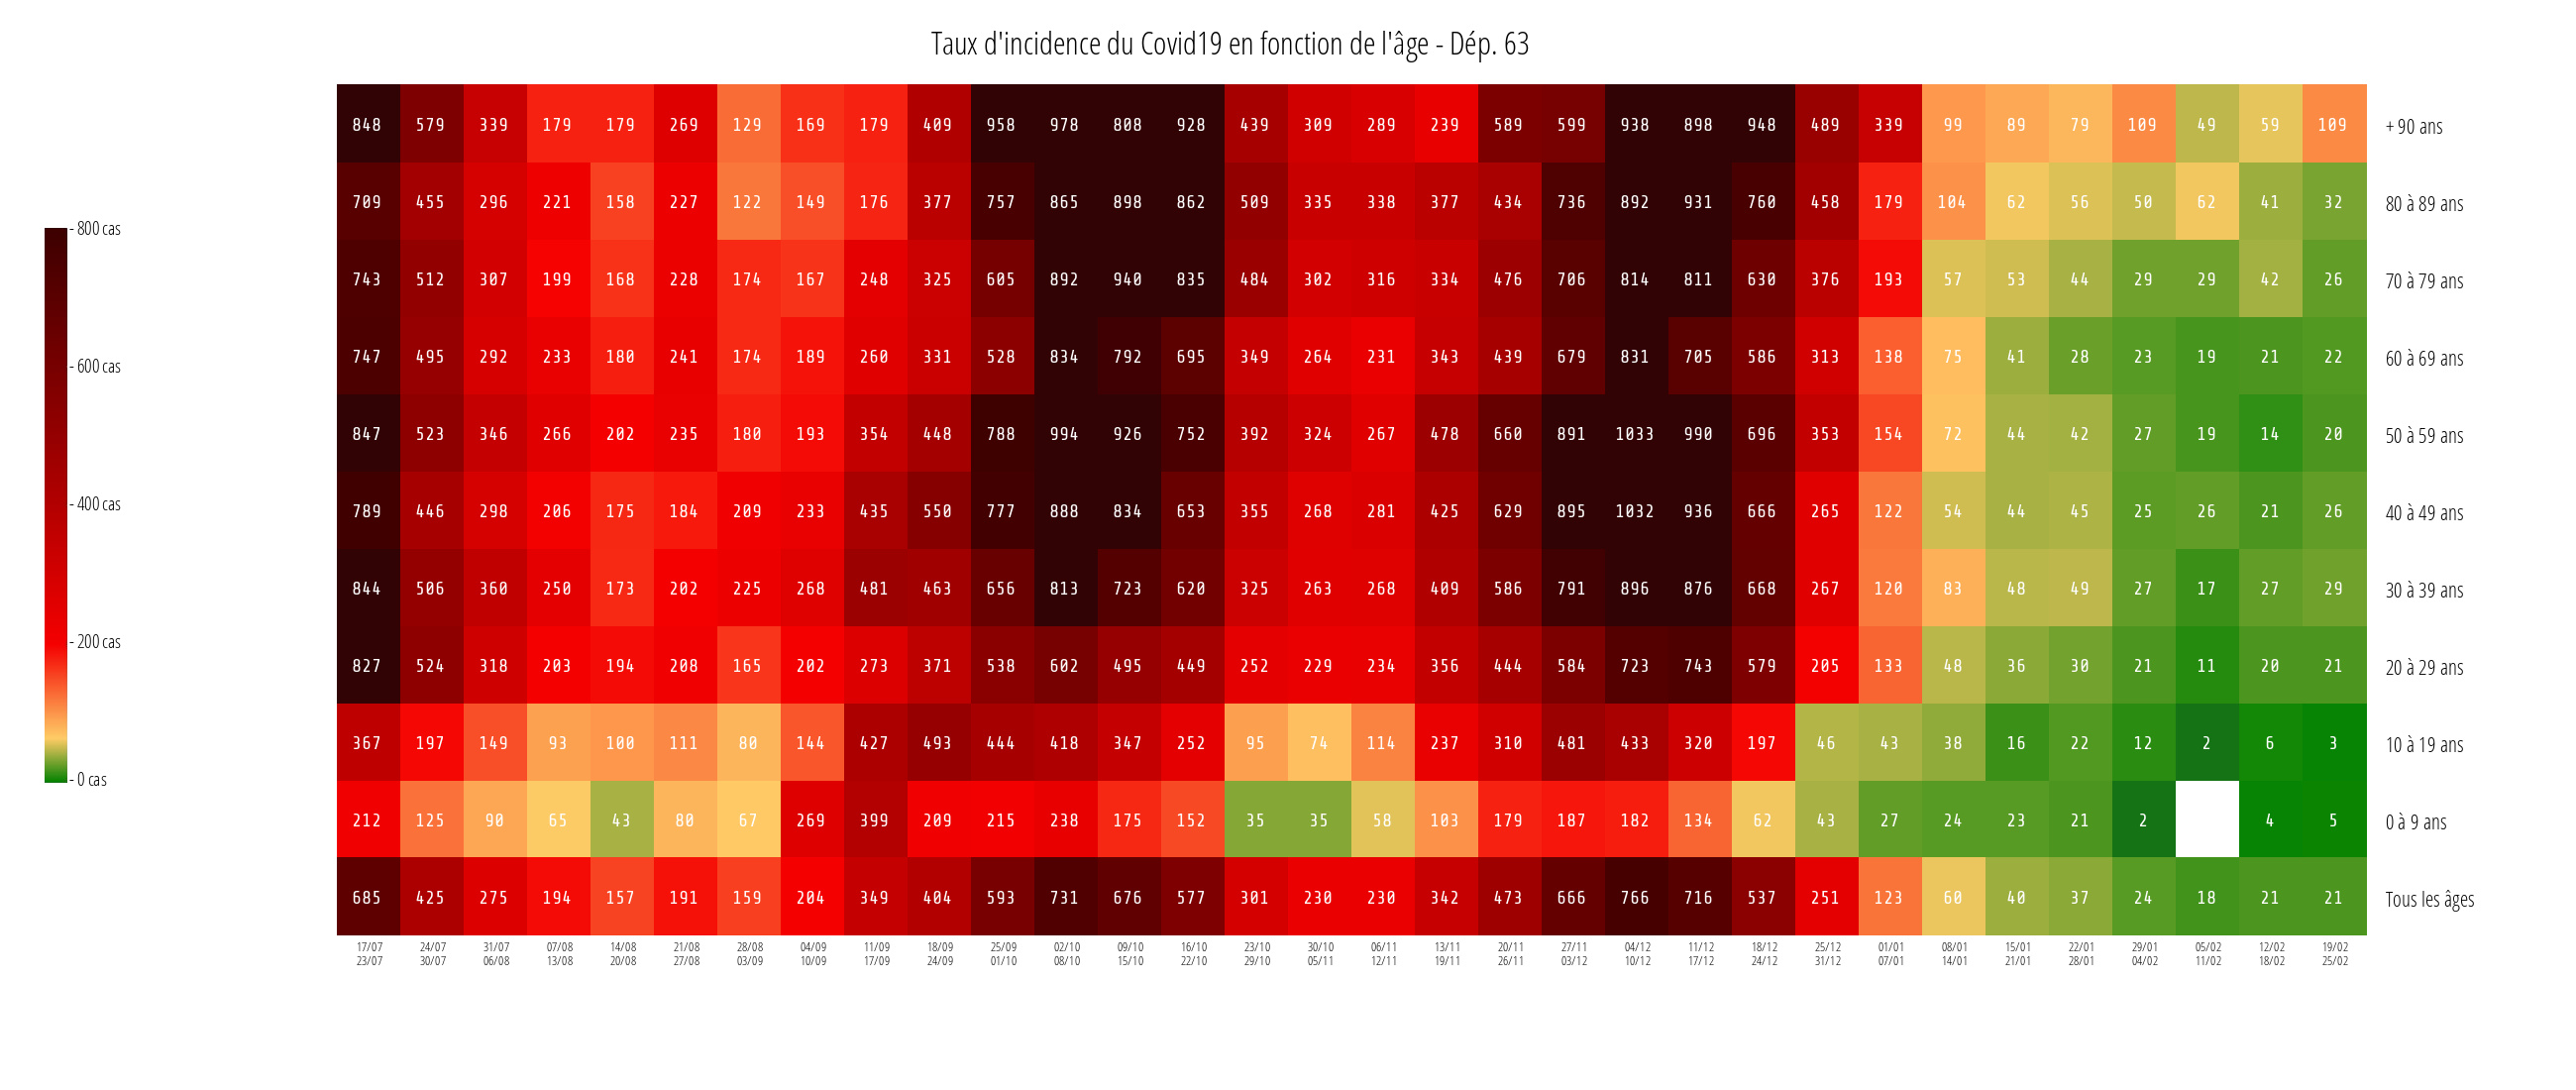 Taux d'incidence du Covid19 en fonction de l'âge - Dép. 63
848 579 339 179 179 269 129 169 179 409 958 978 808 928 439 309 289 239 589 599 938 898 948 489 339 99 89 79 109 49 59 109 + 90 ans
709 455 296 221 158 227 122 149 176 377 757 865 898 862 509 335 338 377 434 736 892 931 760 458 179 104 62 56 50 62 41 32 80 à 89 ans
- 800 cas
743 512 307 199 168 228 174 167 248 325 605 892 940 835 484 302 316 334 476 706 814 811 630 376 193 57 53 44 29 29 42 26 70 à 79 ans
747 495 292 233 180 241 174 189 260 331 528 834 792 695 349 264 231 343 439 679 831 705 586 313 138 75 41 28 23 19 21 22 60 à 69 ans
- 600 cas
847 523 346 266 202 235 180 193 354 448 788 994 926 752 392 324 267 478 660 891 1033 990 696 353 154 72 44 42 27 19 14 20 50 à 59 ans
- 400 cas
789 446 298 206 175 184 209 233 435 550 777 888 834 653 355 268 281 425 629 895 1032 936 666 265 122 54 44 45 25 26 21 26 40 à 49 ans
844 506 360 250 173 202 225 268 481 463 656 813 723 620 325 263 268 409 586 791 896 876 668 267 120 83 48 49 27 17 27 29 30 à 39 ans
- 200 cas
827 524 318 203 194 208 165 202 273 371 538 602 495 449 252 229 234 356 444 584 723 743 579 205 133 48 36 30 21 11 20 21 20 à 29 ans
367 197 149 93 100 111 80 144 427 493 444 418 347 252 95 74 114 237 310 481 433 320 197 46 43 38 16 22 12 2 6 3 10 à 19 ans
- 0 cas
212 125 90 65 43 80 67 269 399 209 215 238 175 152 35 35 58 103 179 187 182 134 62 43 27 24 23 21 2 4 5 0 à 9 ans
685 425 275 194 157 191 159 204 349 404 593 731 676 577 301 230 230 342 473 666 766 716 537 251 123 60 40 37 24 18 21 21 Tous les âges
17/07 24/07 31/07 07/08 14/08 21/08 28/08 04/09 11/09 18/09 25/09 02/10 09/10 16/10 23/10 30/10 06/11 13/11 20/11 27/11 04/12 11/12 18/12 25/12 01/01 08/01 15/01 22/01 29/01 05/02 12/02 19/02
23/07 30/07 06/08 13/08 20/08 27/08 03/09 10/09 17/09 24/09 01/10 08/10 15/10 22/10 29/10 05/11 12/11 19/11 26/11 03/12 10/12 17/12 24/12 31/12 07/01 14/01 21/01 28/01 04/02 11/02 18/02 25/02